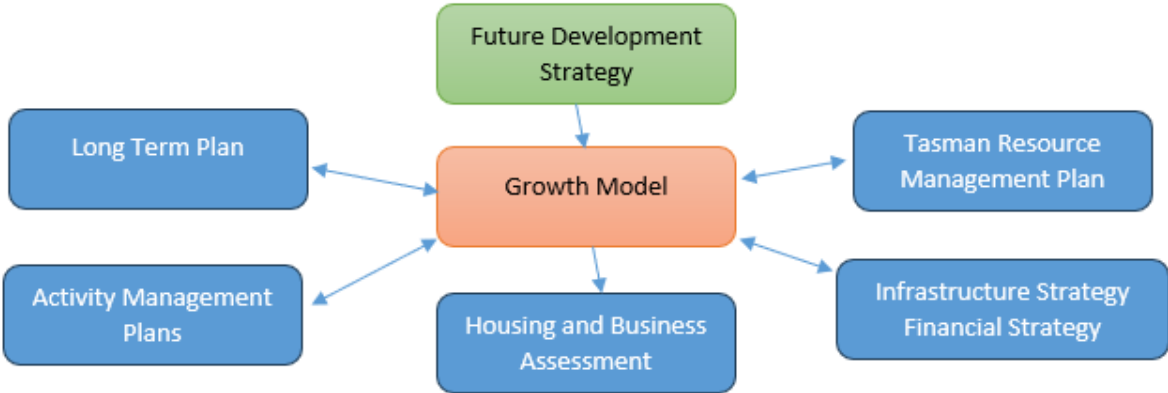 Future Development
Strategy
Long Term Plan
Tasman Resource
Management Plan
Growth Model
Activity Management
Plans
Housing and Business
Assessment
Infrastructure Strategy
Financial Strategy